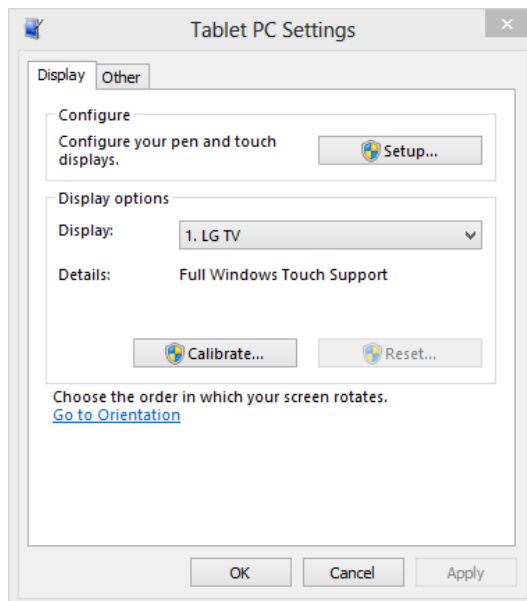 Tablet PC Settings
Display
Other
Configure
Configure your pen and touch
displays.
Setup...
Display options
Display:
1. LG TV
Details:
Full Windows Touch Support
Calibrate...
Reset...
Choose the order in which your screen rotates.
Go to Orientation
OK
Cancel
Apply